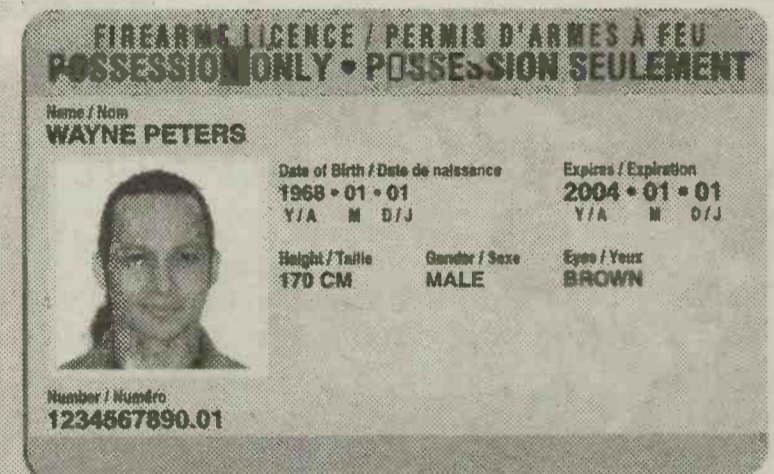 FIREARMS LICENCE / PERMIS D'ARMES À FEU
POSSESSION ONLY • POSSESSION SEULEMENT
Name / Nom
WAYNE PETERS
Date of Birth / Date de naissance
1968 • 01 • 01
Y/A M D/J
Expires / Expiration
2004 • 01 • 01
Y/A M D/J
Height / Taille
170 CM
Gender / Sexe
MALE
Eyes / Yeux
BROWN
Number / Numéro
1234567890.01